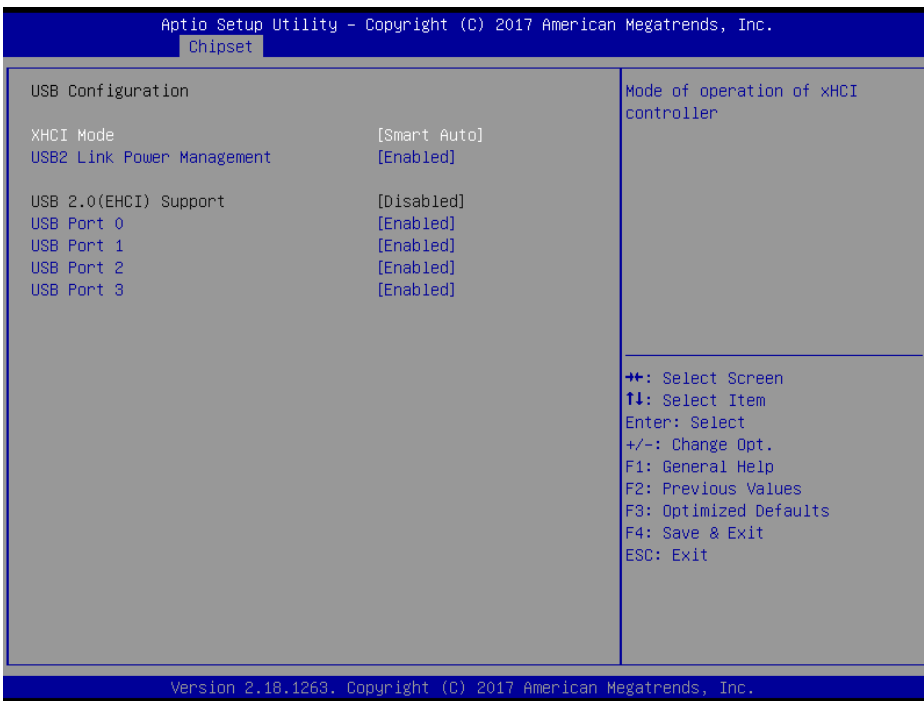 Aptio Setup Utility – Copyright (C) 2017 American Megatrends, Inc.
Chipset
USB Configuration
XHCI Mode [Smart Auto]
USB2 Link Power Management [Enabled]
USB 2.0(EHCI) Support [Disabled]
USB Port 0 [Enabled]
USB Port 1 [Enabled]
USB Port 2 [Enabled]
USB Port 3 [Enabled]
Mode of operation of xHCI
controller
→←: Select Screen
↑↓: Select Item
Enter: Select
+/-: Change Opt.
F1: General Help
F2: Previous Values
F3: Optimized Defaults
F4: Save & Exit
ESC: Exit
Version 2.18.1263. Copyright (C) 2017 American Megatrends, Inc.